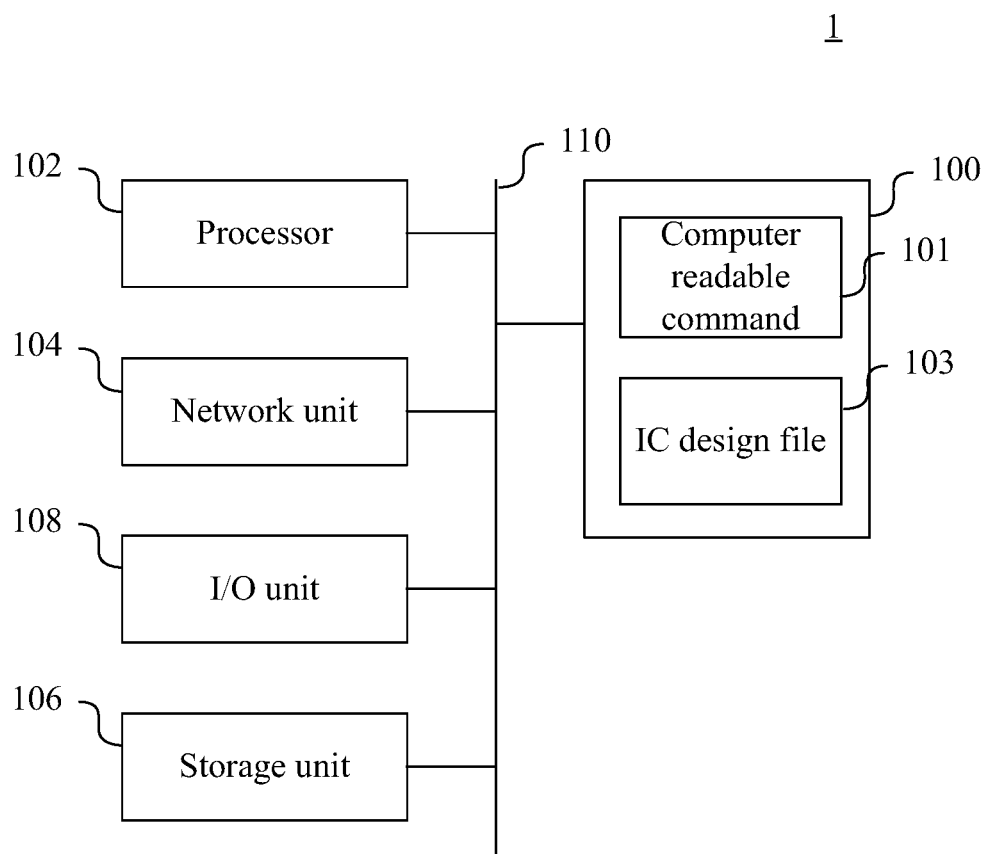 1
110
102
Processor
100
Computer
readable
command
101
104
Network unit
103
IC design file
108
I/O unit
106
Storage unit